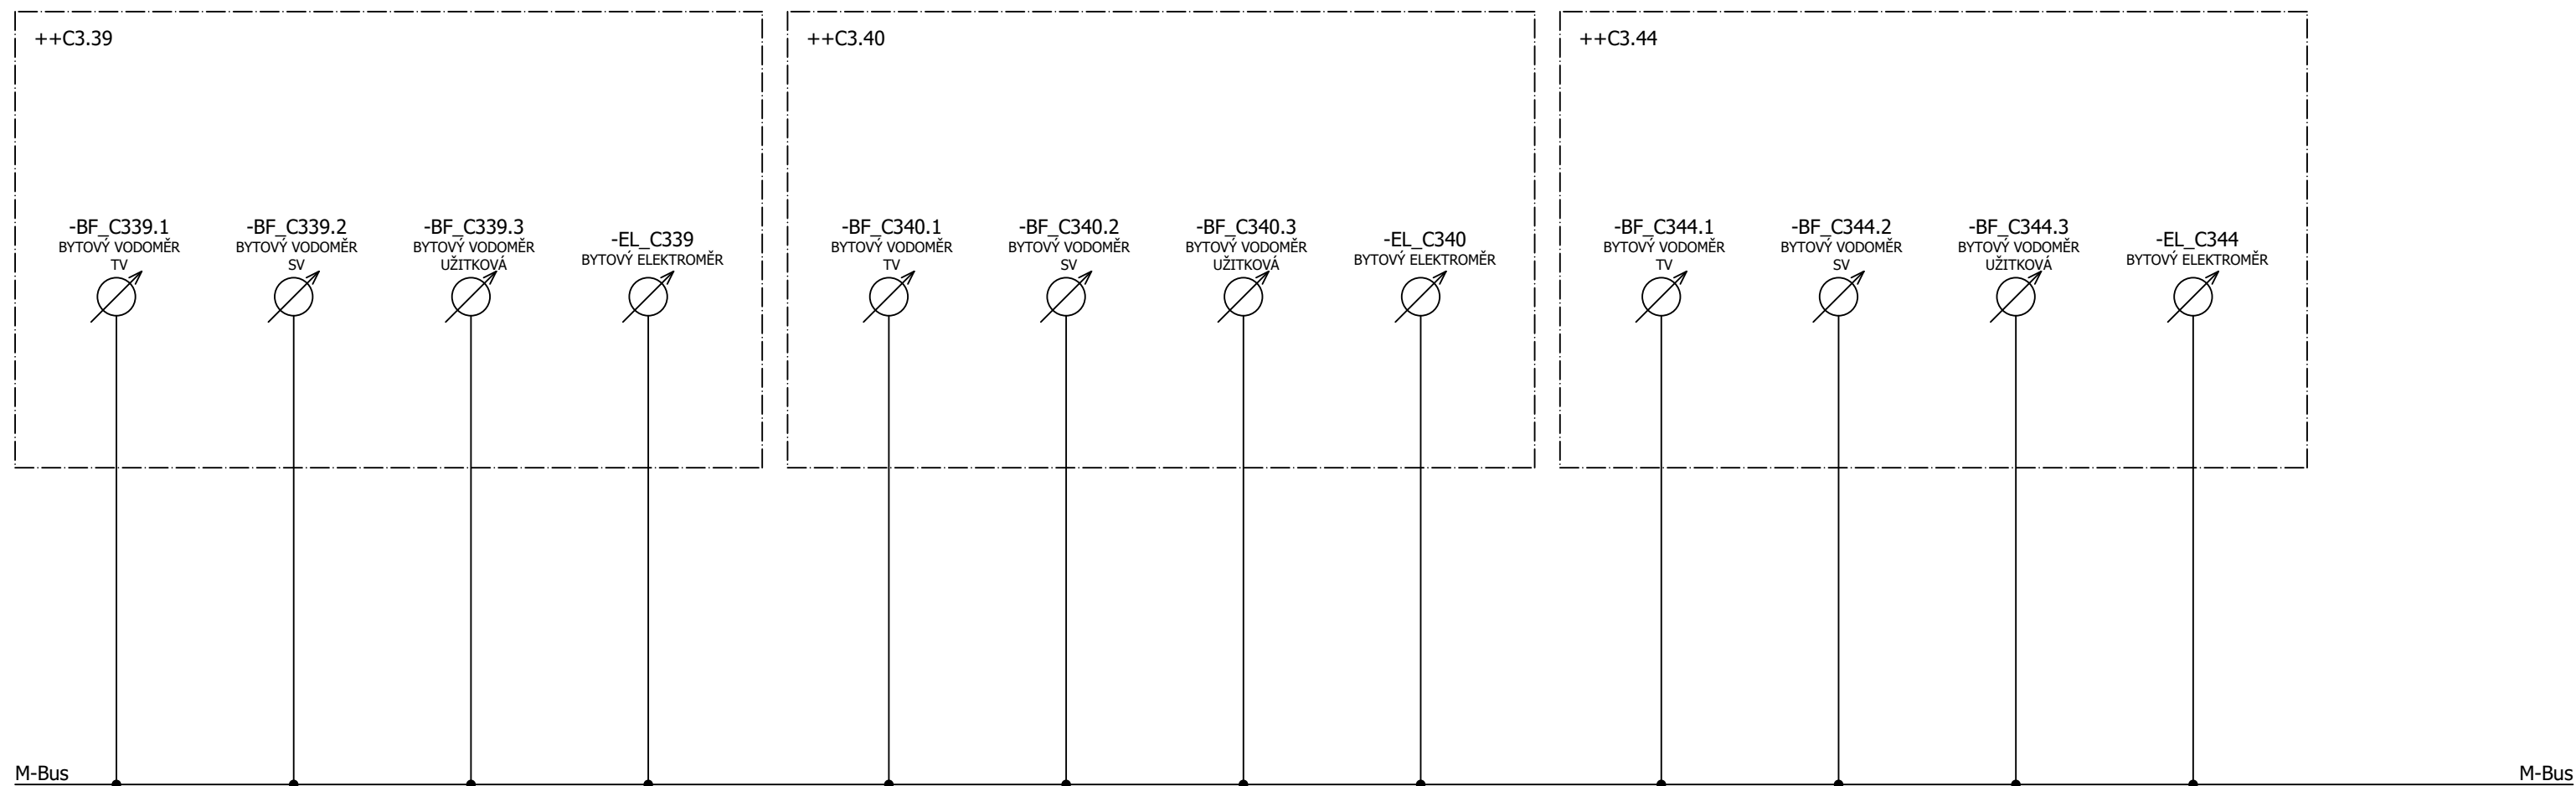 ++C3.39
-BF_C339.1
BYTOVÝ VODOMĚR
TV
-BF_C339.2
BYTOVÝ VODOMĚR
SV
-BF_C339.3
BYTOVÝ VODOMĚR
UŽITKOVÁ
-EL_C339
BYTOVÝ ELEKTROMĚR
++C3.40
-BF_C340.1
BYTOVÝ VODOMĚR
TV
-BF_C340.2
BYTOVÝ VODOMĚR
SV
-BF_C340.3
BYTOVÝ VODOMĚR
UŽITKOVÁ
-EL_C340
BYTOVÝ ELEKTROMĚR
++C3.44
-BF_C344.1
BYTOVÝ VODOMĚR
TV
-BF_C344.2
BYTOVÝ VODOMĚR
SV
-BF_C344.3
BYTOVÝ VODOMĚR
UŽITKOVÁ
-EL_C344
BYTOVÝ ELEKTROMĚR
M-Bus
M-Bus